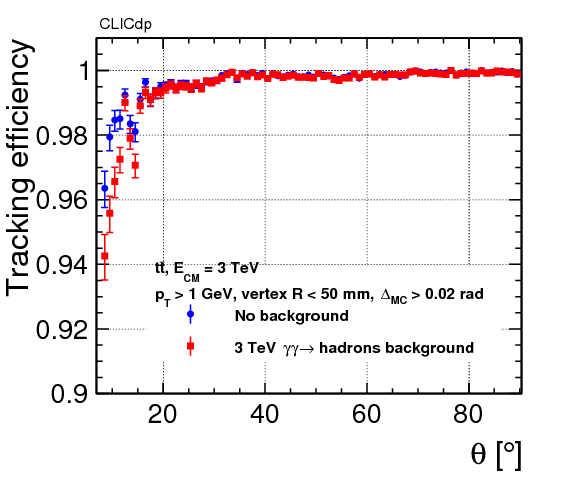 CLICdp
Tracking efficiency
1
0.98
0.96
0.94
0.92
0.9
tt̄, E_CM = 3 TeV
p_T > 1 GeV, vertex R < 50 mm, Δ_MC > 0.02 rad
No background
3 TeV γγ→ hadrons background
20 40 60 80
θ [°]